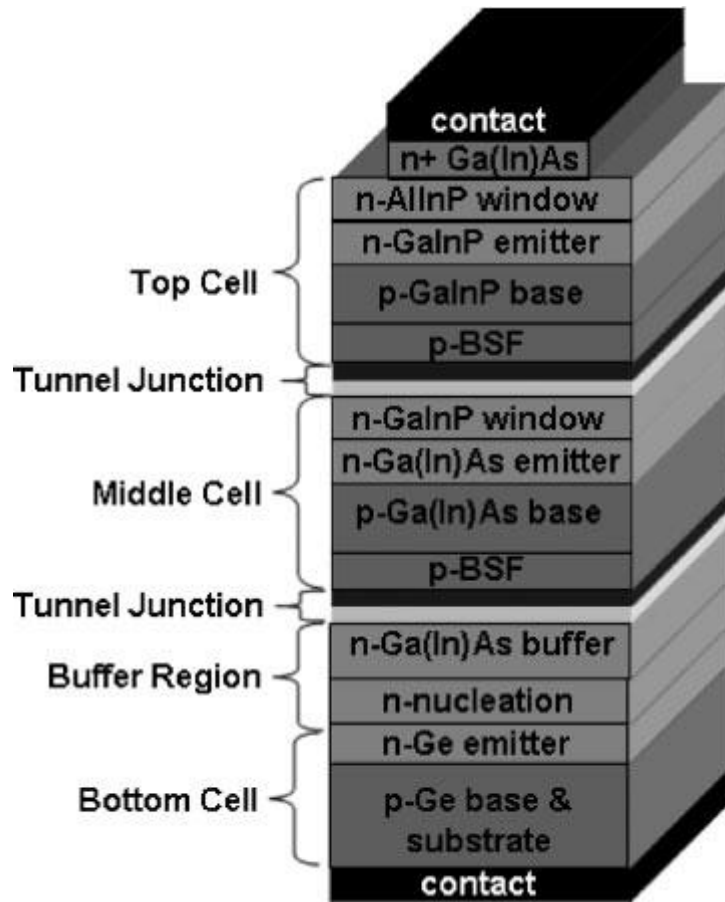 contact
n+ Ga(In)As
n-AlInP window
n-GaInP emitter
Top Cell
p-GaInP base
p-BSF
Tunnel Junction
n-GaInP window
n-Ga(In)As emitter
Middle Cell
p-Ga(In)As base
p-BSF
Tunnel Junction
n-Ga(In)As buffer
Buffer Region
n-nucleation
n-Ge emitter
Bottom Cell
p-Ge base &
substrate
contact